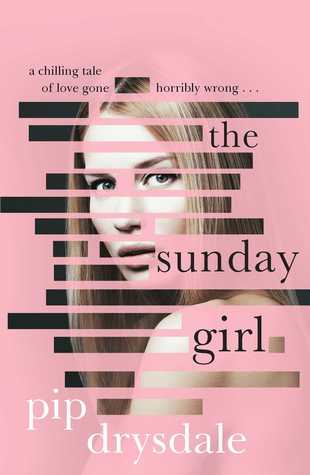 a chilling tale
of love gone horribly wrong . . .
the
sunday
girl
pip
drysdale